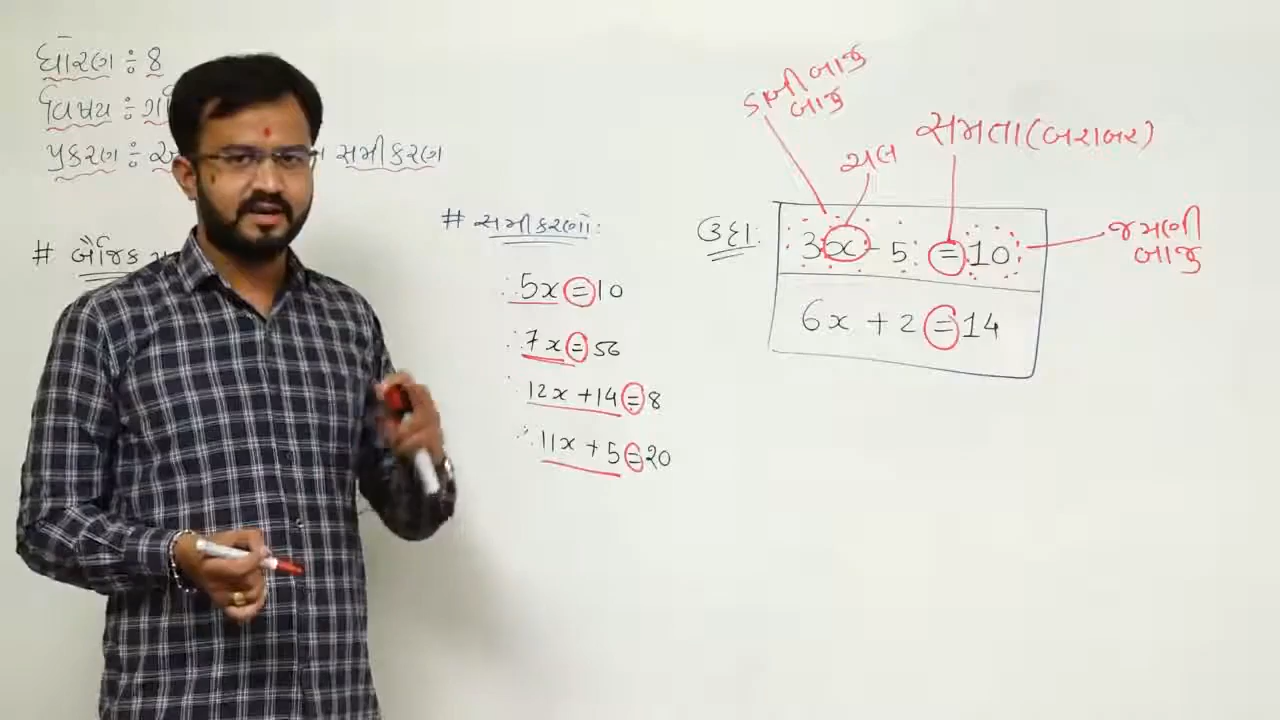 ધોરણ : 8
વિષય :
પ્રકરણ : સમીકરણ
# બૈજિક
# સમીકરણો :
∴ 5x = 10
∴ 7x = 56
∴ 12x + 14 = 8
∴ 11x + 5 = 20
ડાબી બાજુ
બાજુ
ચલ
સમતા (બરાબર)
ઉદા :
3x - 5 = 10
જમણી
બાજુ
6x + 2 = 14